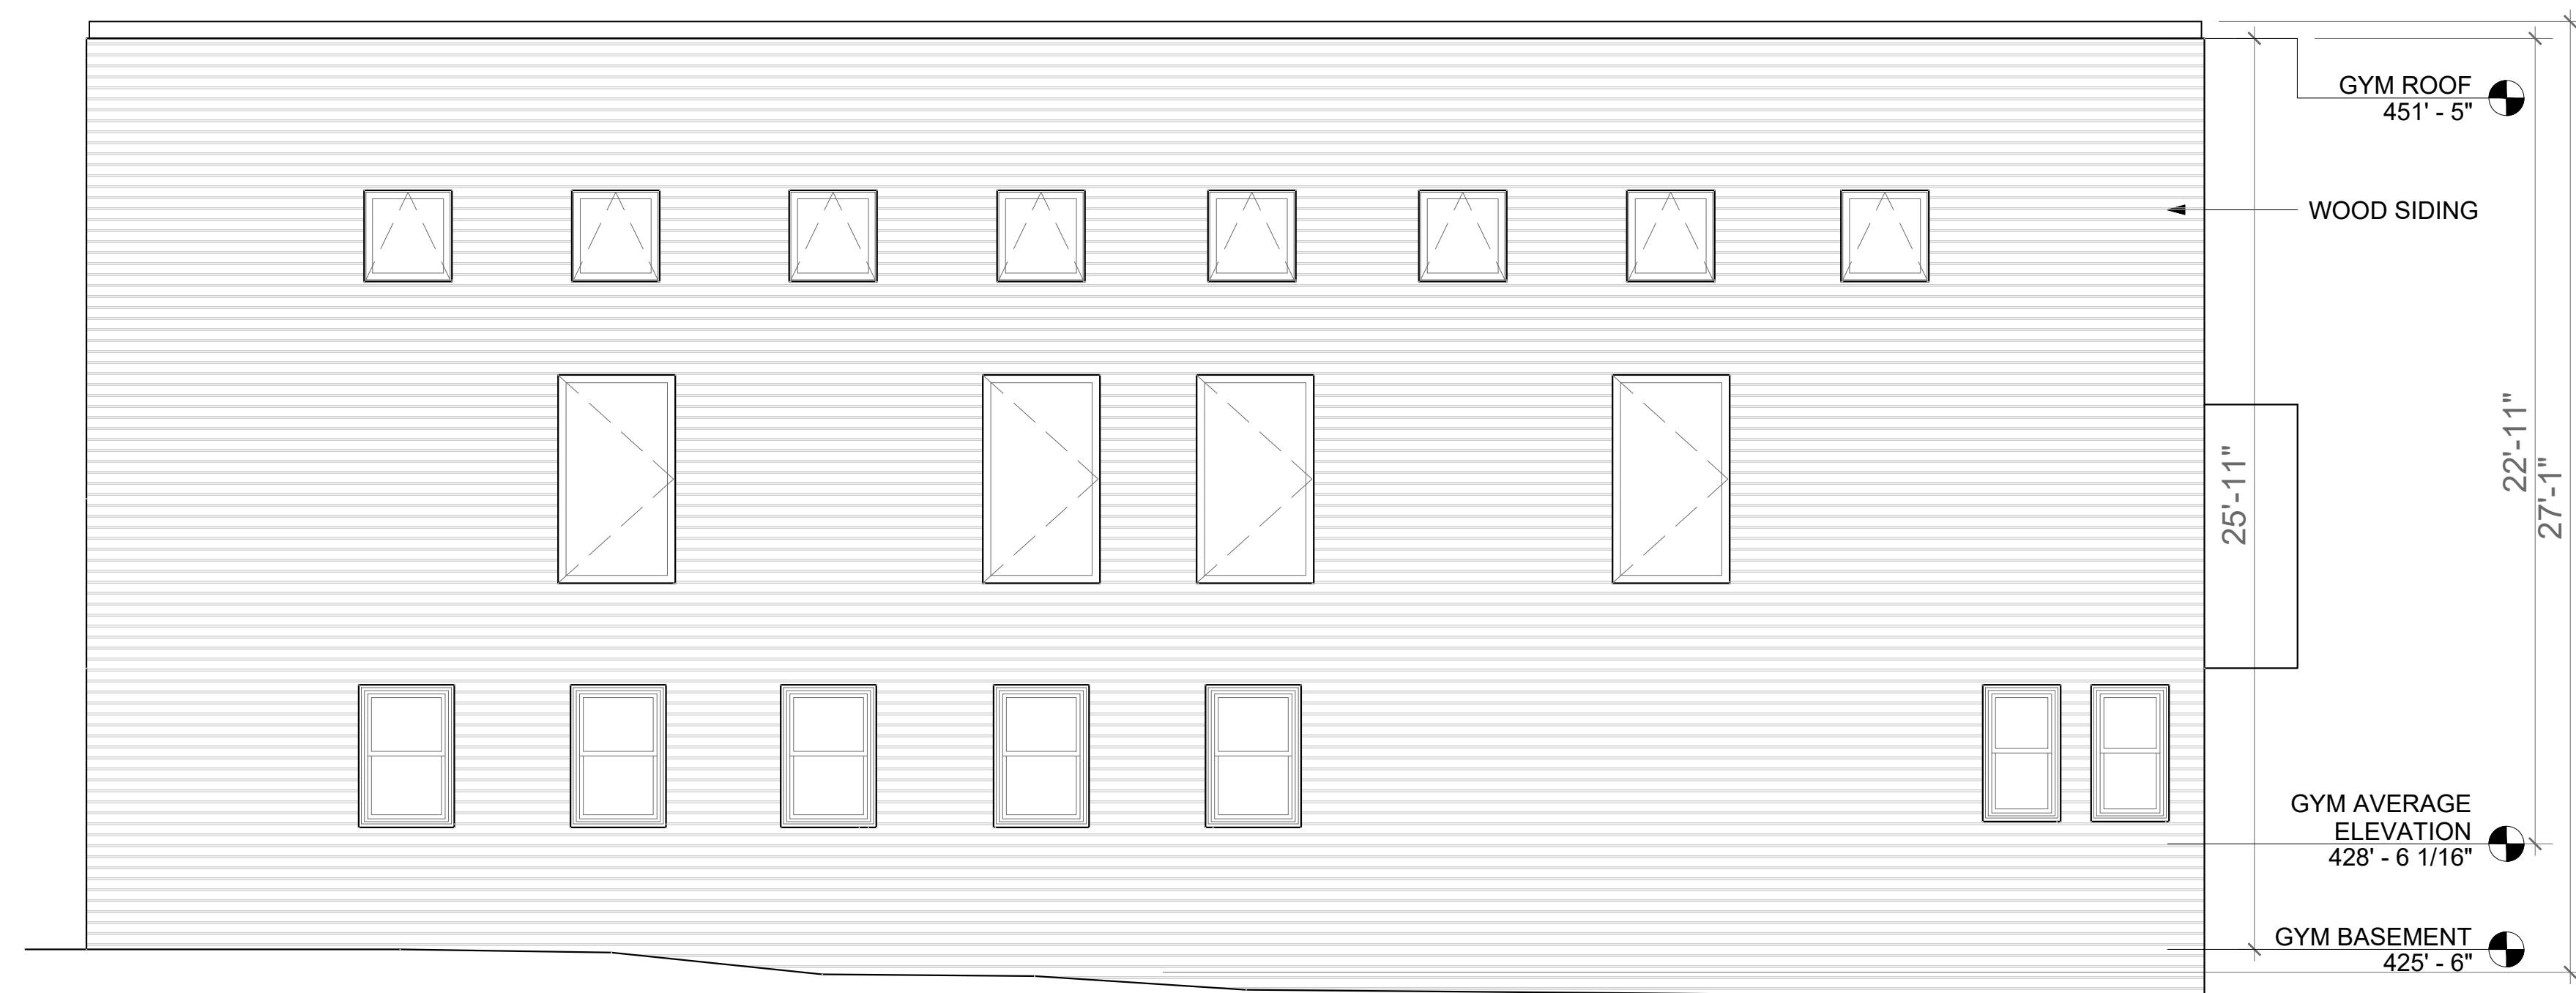 GYM ROOF
451' - 5"
WOOD SIDING
22'-11"
25'-11"
27'-1"
GYM AVERAGE
ELEVATION
428' - 6 1/16"
GYM BASEMENT
425' - 6"